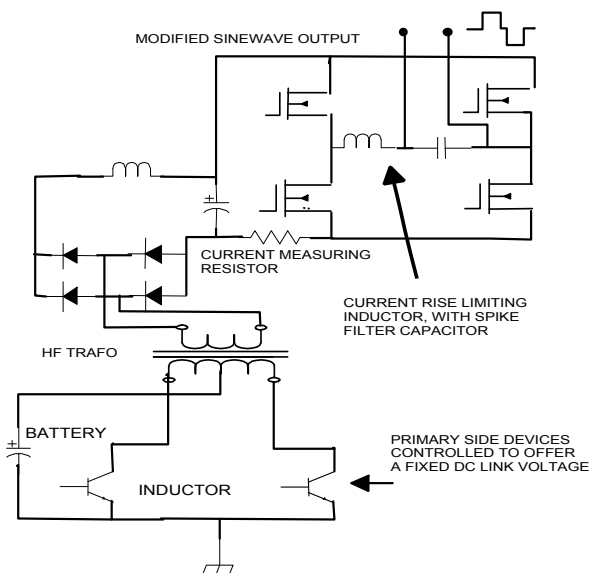 MODIFIED SINEWAVE OUTPUT
+
CURRENT MEASURING
RESISTOR
CURRENT RISE LIMITING
INDUCTOR, WITH SPIKE
FILTER CAPACITOR
HF TRAFO
BATTERY
+
INDUCTOR
PRIMARY SIDE DEVICES
CONTROLLED TO OFFER
A FIXED DC LINK VOLTAGE